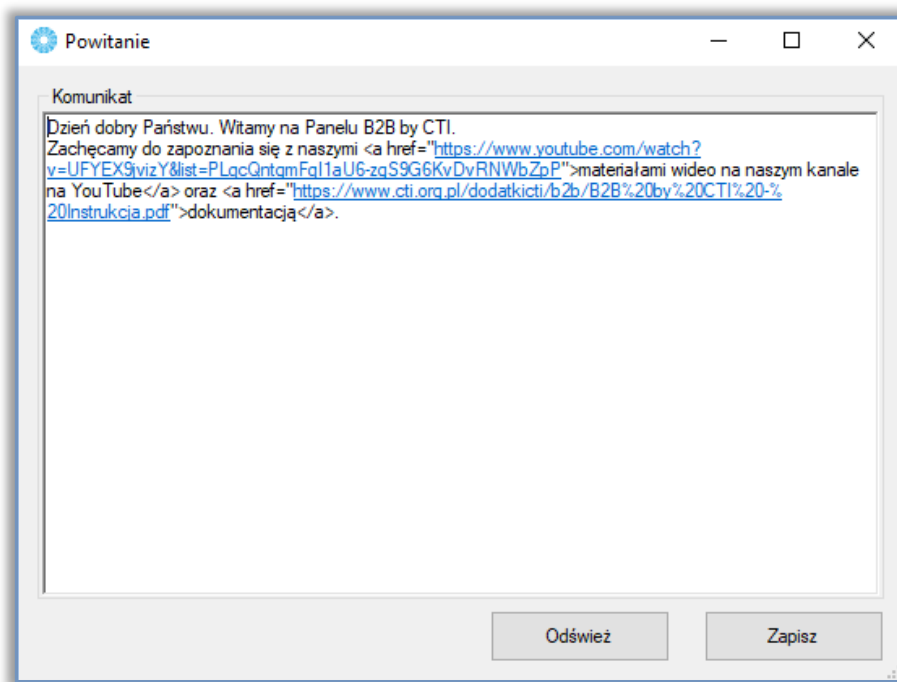 Powitanie
Komunikat
Dzień dobry Państwu. Witamy na Panelu B2B by CTI.
Zachęcamy do zapoznania się z naszymi <a href="https://www.youtube.com/watch?
v=UFYEX9jvizY&list=PLgcQntgmFqI1aU6-zgS9G6KvDvRNWbZpP">materiałami wideo na naszym kanale
na YouTube</a> oraz <a href="https://www.cti.org.pl/dodatkicti/b2b/B2B%20by%20CTI%20-%
20Instrukcja.pdf">dokumentacją</a>.
Odśwież
Zapisz